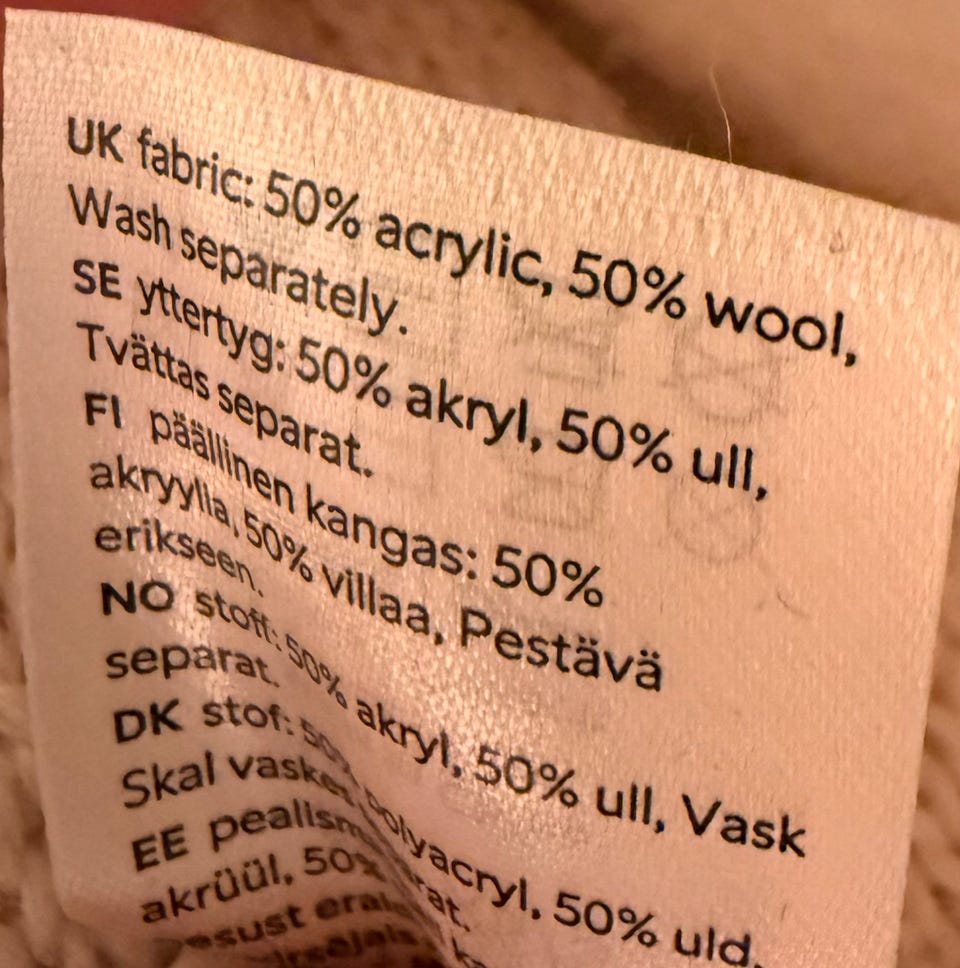 UK fabric: 50% acrylic, 50% wool,
Wash separately.
SE yttertyg: 50% akryl, 50% ull,
Tvättas separat.
FI päällinen kangas: 50%
akryylia, 50% villaa, Pestävä
erikseen.
NO stoff: 50% akryl, 50% ull, Vask
separat.
DK stof: 50% polyacryl, 50% uld,
Skal vaskes
EE
akrüül, 50%